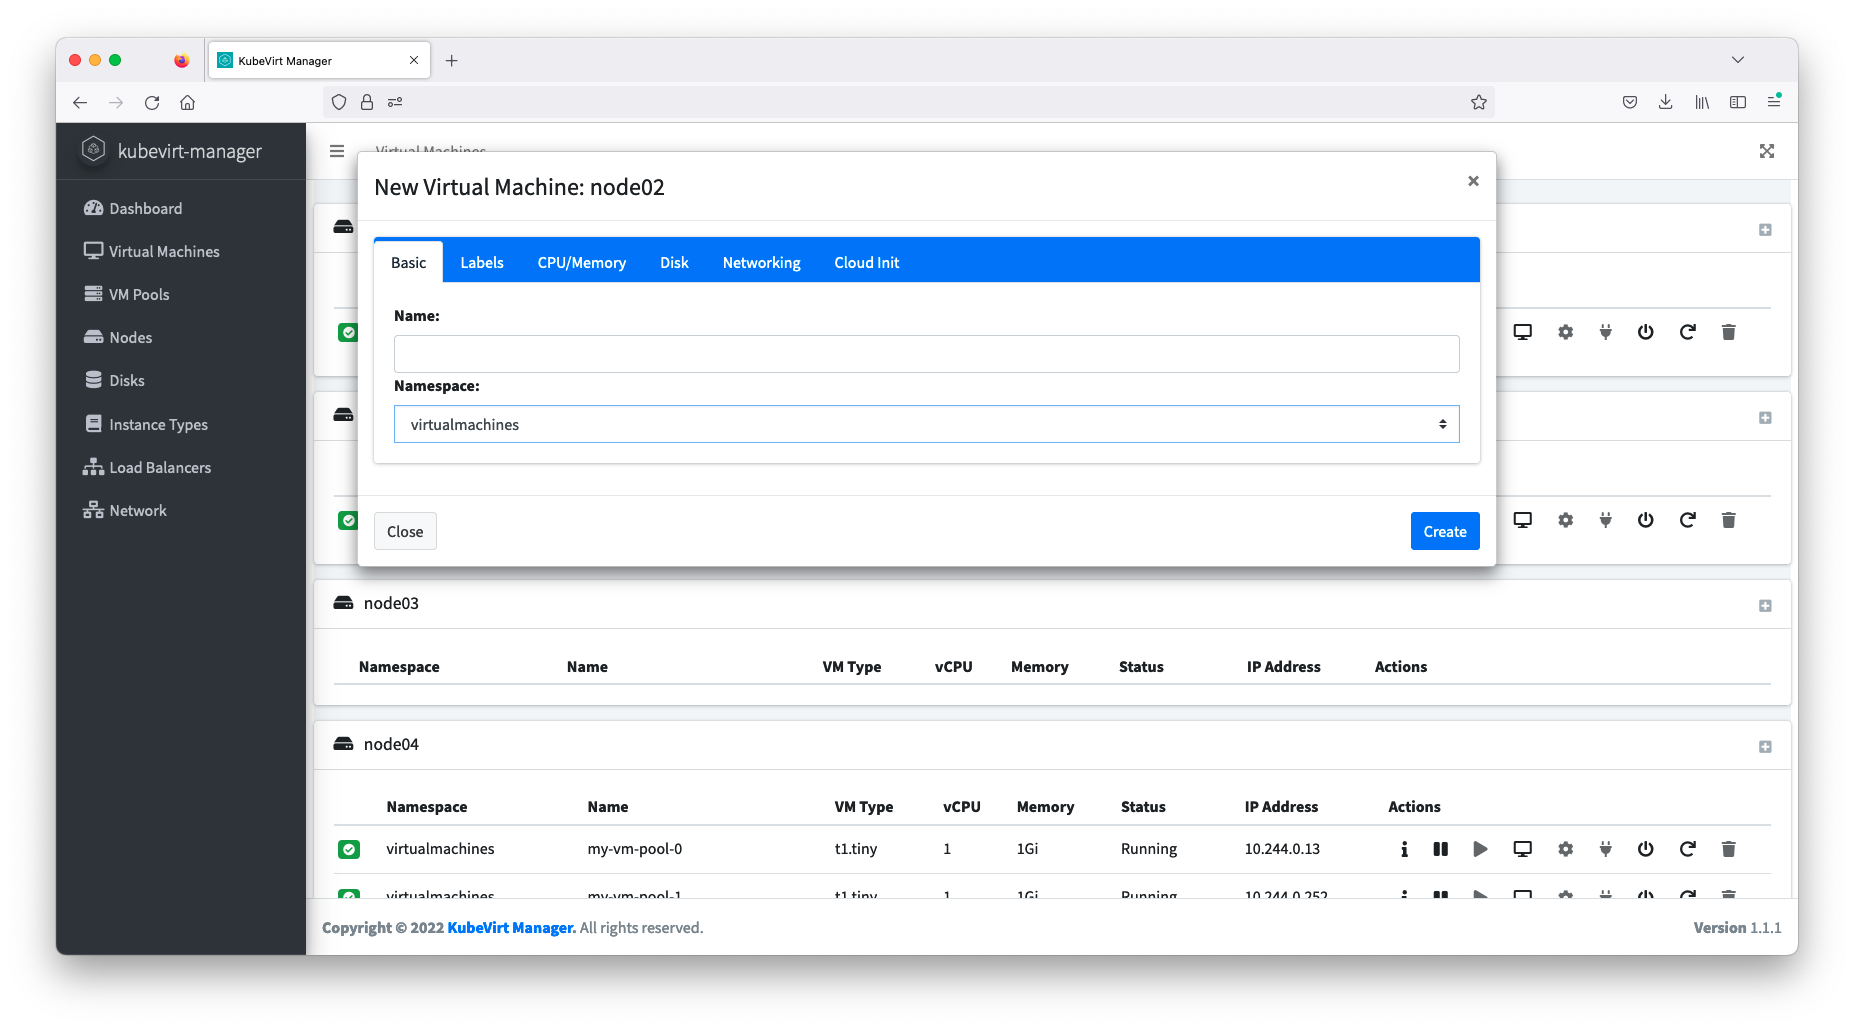 KubeVirt Manager
kubevirt-manager
Virtual Machines
Dashboard
Virtual Machines
VM Pools
Nodes
Disks
Instance Types
Load Balancers
Network
New Virtual Machine: node02
Basic Labels CPU/Memory Disk Networking Cloud Init
Name:
Namespace:
virtualmachines
Close Create
node03
Namespace Name VM Type vCPU Memory Status IP Address Actions
node04
Namespace Name VM Type vCPU Memory Status IP Address Actions
virtualmachines my-vm-pool-0 t1.tiny 1 1Gi Running 10.244.0.13
virtualmachines my-vm-pool-1 t1.tiny 1 1Gi Running 10.244.0.252
Copyright © 2022 KubeVirt Manager. All rights reserved.
Version 1.1.1